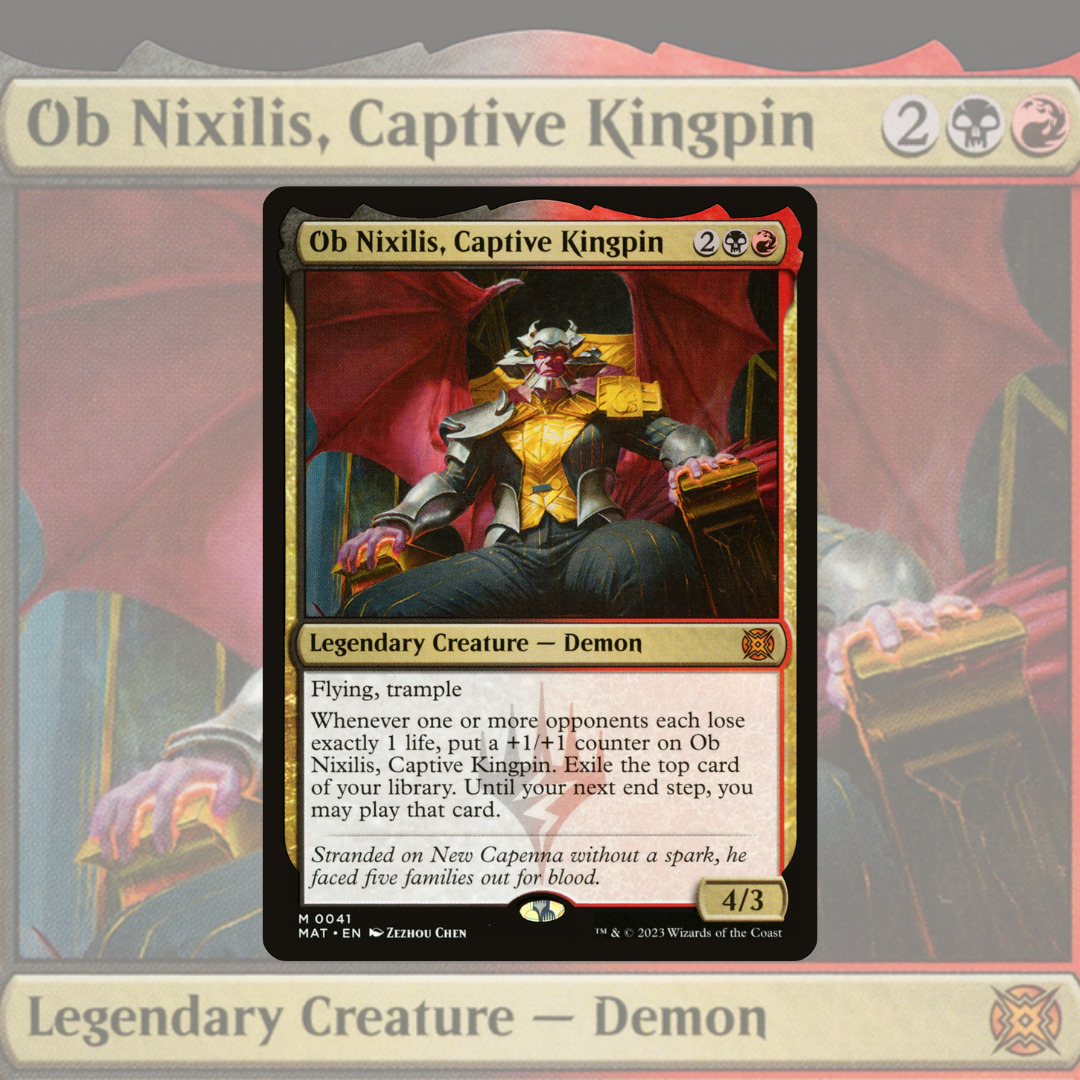 Ob Nixilis, Captive Kingpin 2
Ob Nixilis, Captive Kingpin 2
Legendary Creature — Demon
Flying, trample
Whenever one or more opponents each lose
exactly 1 life, put a +1/+1 counter on Ob
Nixilis, Captive Kingpin. Exile the top card
of your library. Until your next end step, you
may play that card.
Stranded on New Capenna without a spark, he
faced five families out for blood.
4/3
M 0041
MAT • EN ZEZHOU CHEN
™ & © 2023 Wizards of the Coast
Legendary Creature — Demon